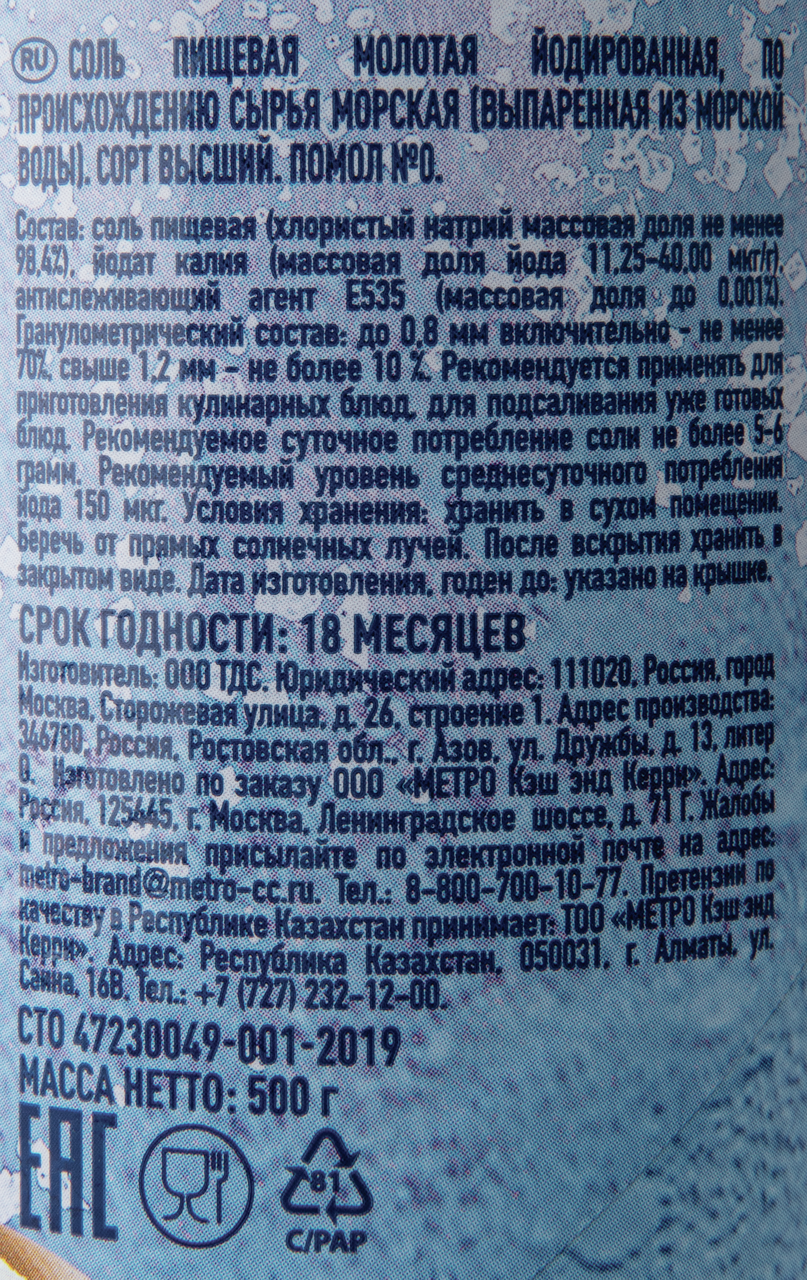 RU СОЛЬ ПИЩЕВАЯ МОЛОТАЯ ЙОДИРОВАННАЯ, ПО
ПРОИСХОЖДЕНИЮ СЫРЬЯ МОРСКАЯ (ВЫПАРЕННАЯ ИЗ МОРСКОЙ
ВОДЫ). СОРТ ВЫСШИЙ. ПОМОЛ №0.
Состав: соль пищевая (хлористый натрий массовая доля не менее
98,4%), йодат калия (массовая доля йода 11,25-40,00 мкг/г),
антислеживающий агент Е535 (массовая доля до 0,001%).
Гранулометрический состав: до 0,8 мм включительно - не менее
70%, свыше 1,2 мм - не более 10 %. Рекомендуется применять для
приготовления кулинарных блюд, для подсаливания уже готовых
блюд. Рекомендуемое суточное потребление соли не более 5-6
грамм. Рекомендуемый уровень среднесуточного потребления
йода 150 мкг. Условия хранения: хранить в сухом помещении.
Беречь от прямых солнечных лучей. После вскрытия хранить в
закрытом виде. Дата изготовления, годен до: указано на крышке.
СРОК ГОДНОСТИ: 18 МЕСЯЦЕВ
Изготовитель: ООО ТДС. Юридический адрес: 111020, Россия, город
Москва, Сторожевая улица, д. 26, строение 1. Адрес производства:
346780, Россия, Ростовская обл., г. Азов, ул. Дружбы, д. 13, литер
О. Изготовлено по заказу ООО «МЕТРО Кэш энд Керри». Адрес:
Россия, 125445, г. Москва, Ленинградское шоссе, д. 71 Г. Жалобы
и предложения присылайте по электронной почте на адрес:
metro-brand@metro-cc.ru. Тел.: 8-800-700-10-77. Претензии по
качеству в Республике Казахстан принимает: ТОО «МЕТРО Кэш энд
Керри». Адрес: Республика Казахстан, 050031, г. Алматы, ул.
Саина, 16В. Тел.: +7 (727) 232-12-00.
СТО 47230049-001-2019
МАССА НЕТТО: 500 г
ЕАС
81
C/PAP